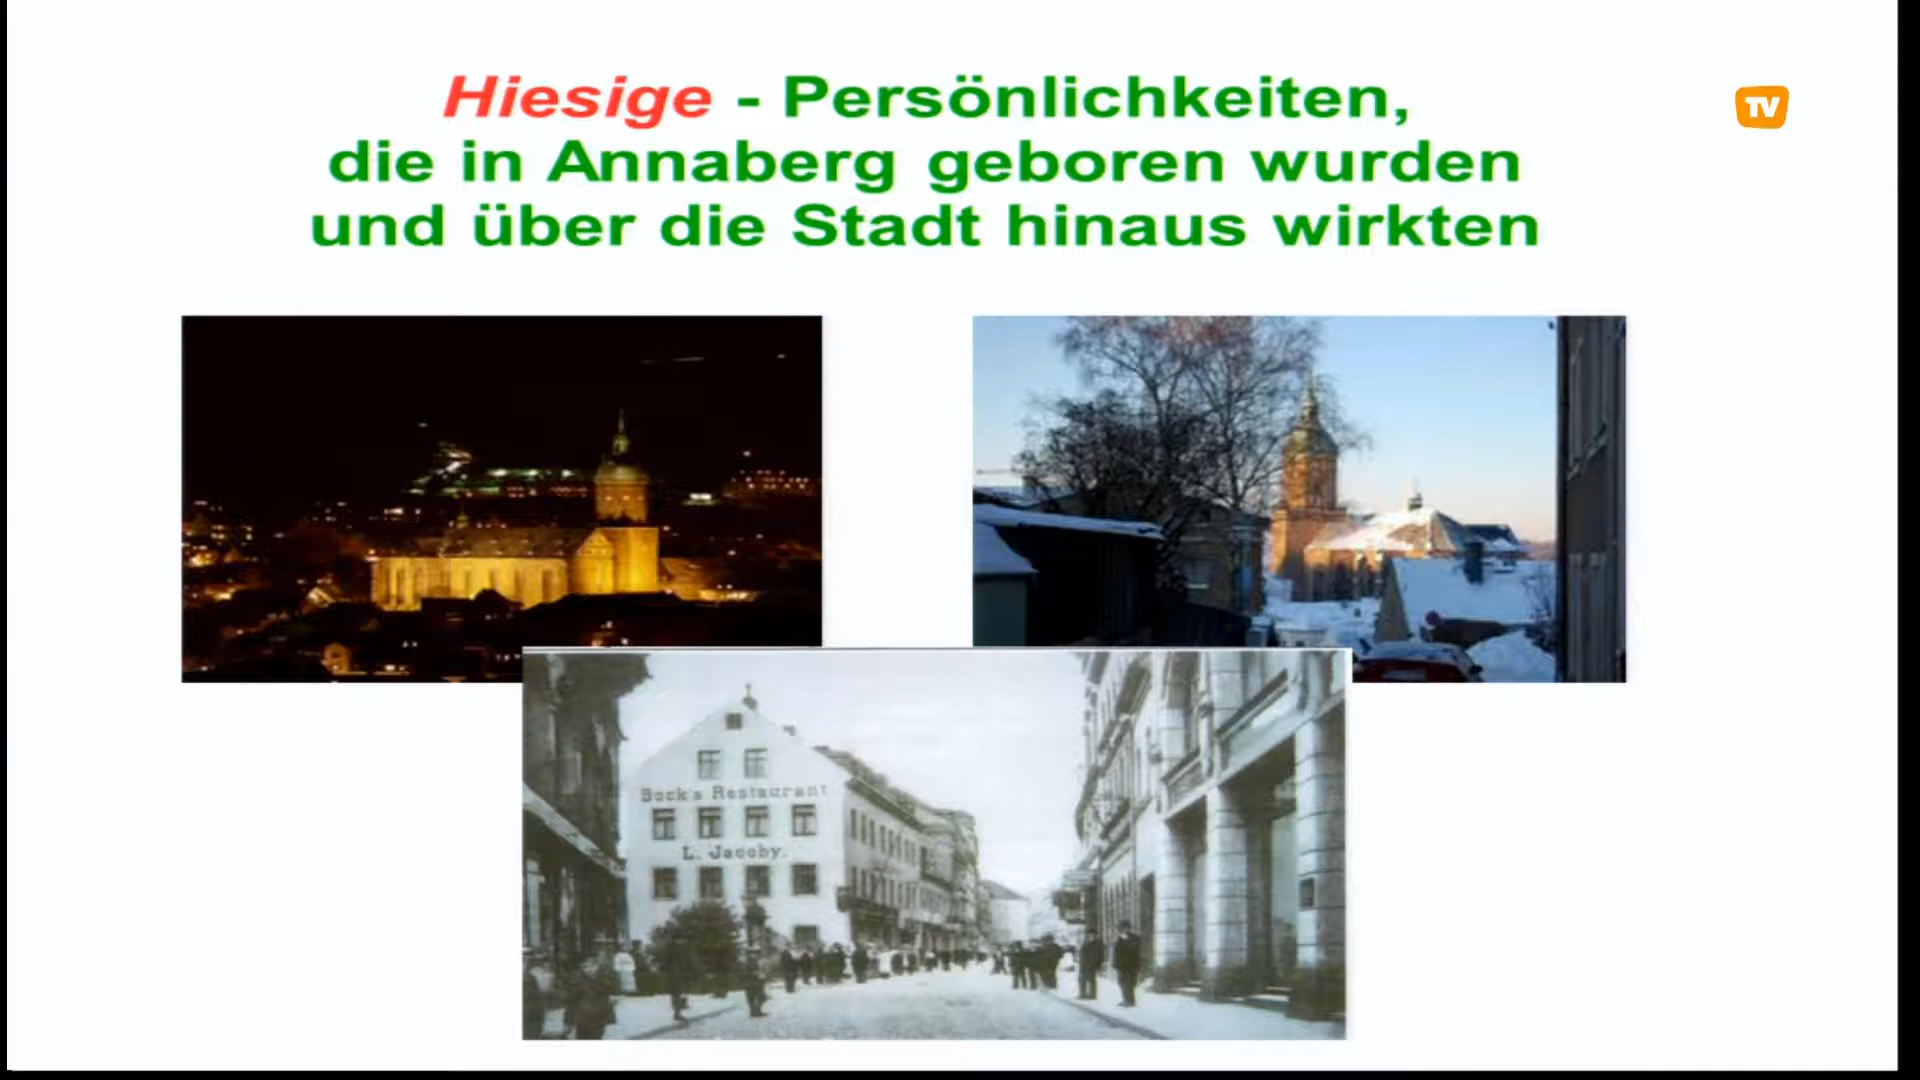 Hiesige - Persönlichkeiten,
die in Annaberg geboren wurden
und über die Stadt hinaus wirkten
TV
Bock's Restaurant
L. Jacoby.